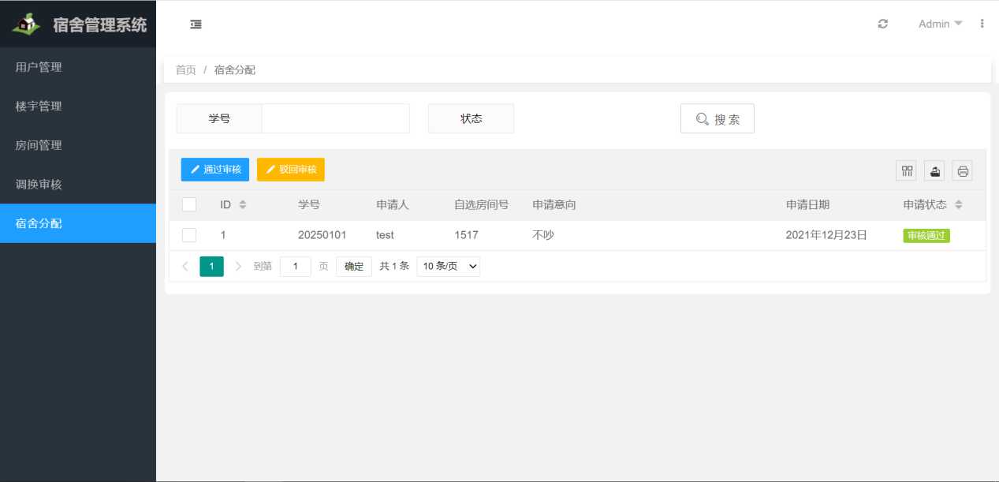 宿舍管理系统
Admin
用户管理
楼宇管理
房间管理
调换审核
宿舍分配
首页 / 宿舍分配
学号 状态 搜 索
通过审核 驳回审核
ID 学号 申请人 自选房间号 申请意向 申请日期 申请状态
1 20250101 test 1517 不吵 2021年12月23日 审核通过
1 到第 1 页 确定 共 1 条 10 条/页